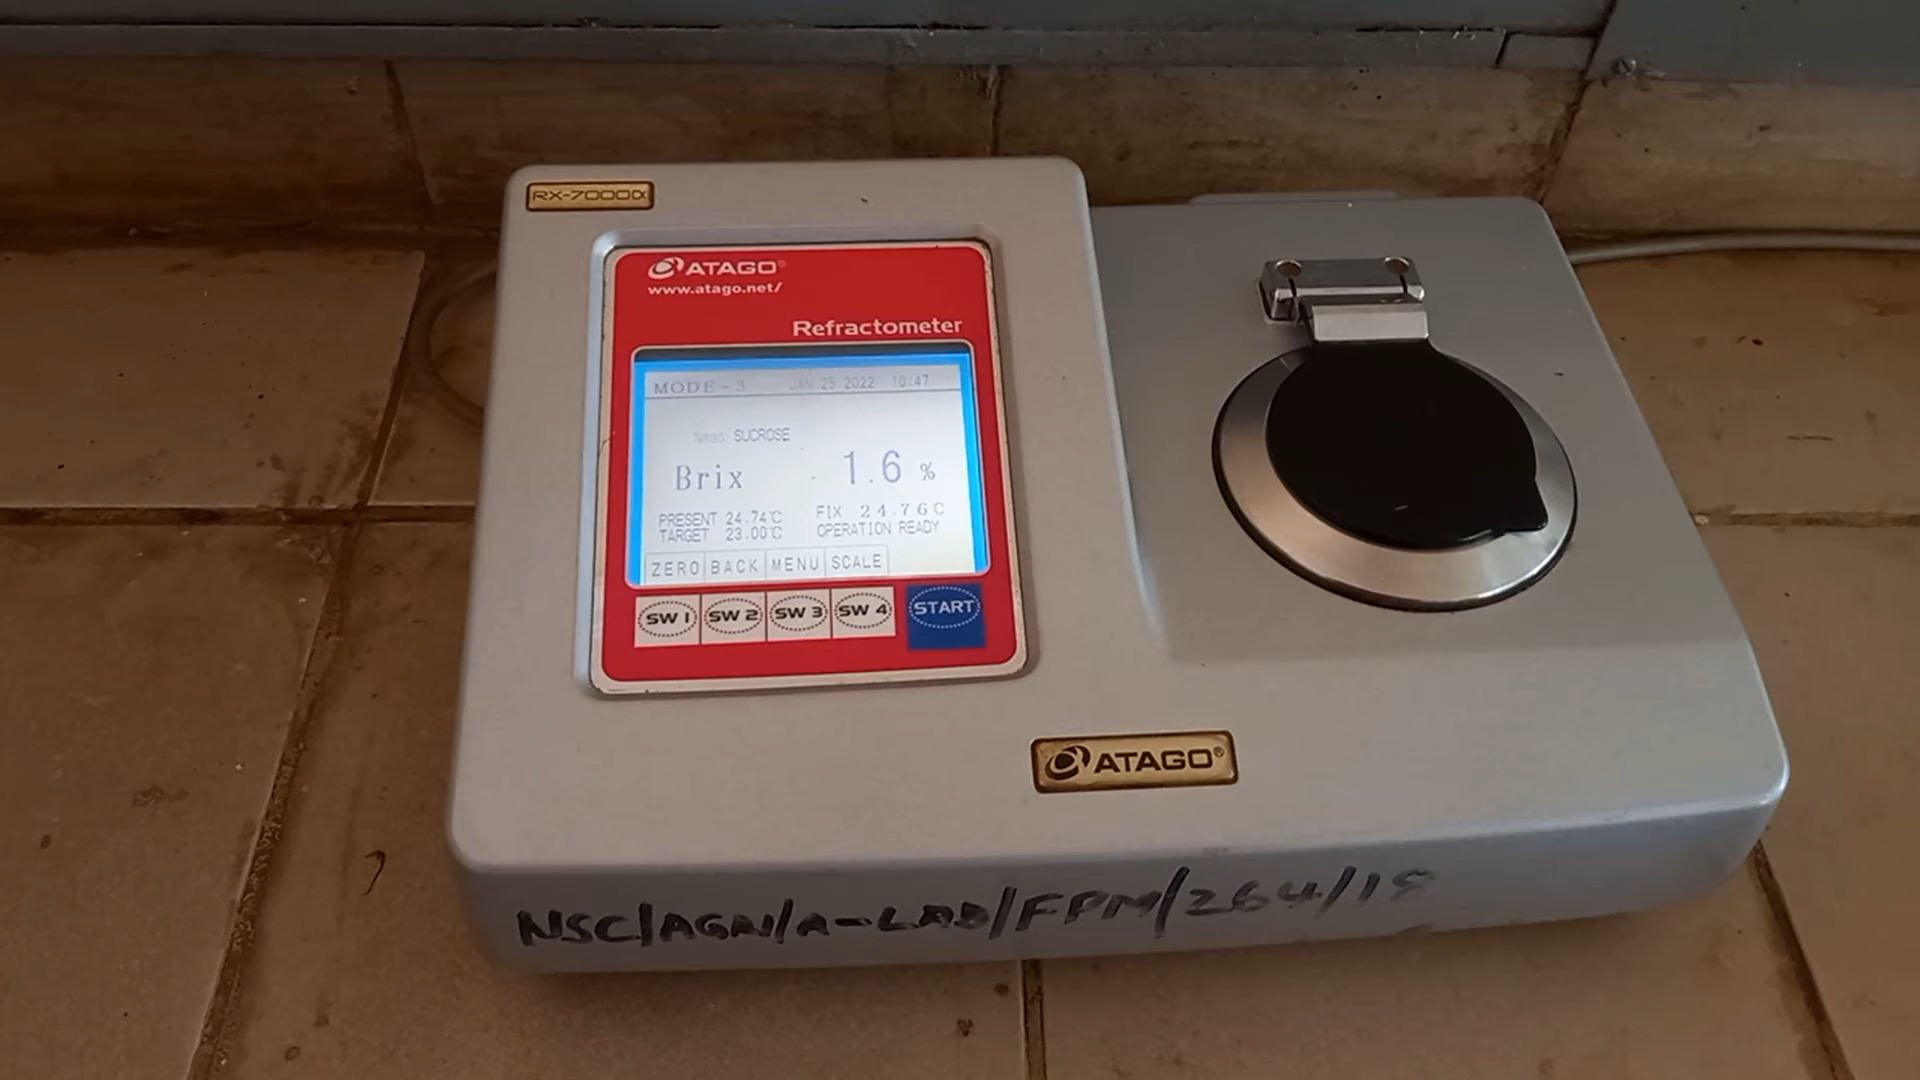 RX-7000α
ATAGO®
www.atago.net/
Refractometer
MODE-3 JAN.25.2022 10:47
SUCROSE
Brix 1.6 %
PRESENT 24.74℃ FIX 24.76℃
TARGET 23.00℃ OPERATION READY
ZERO BACK MENU SCALE
SW 1 SW 2 SW 3 SW 4 START
ATAGO®
NSC/AGN/A-LAB/FPM/264/18